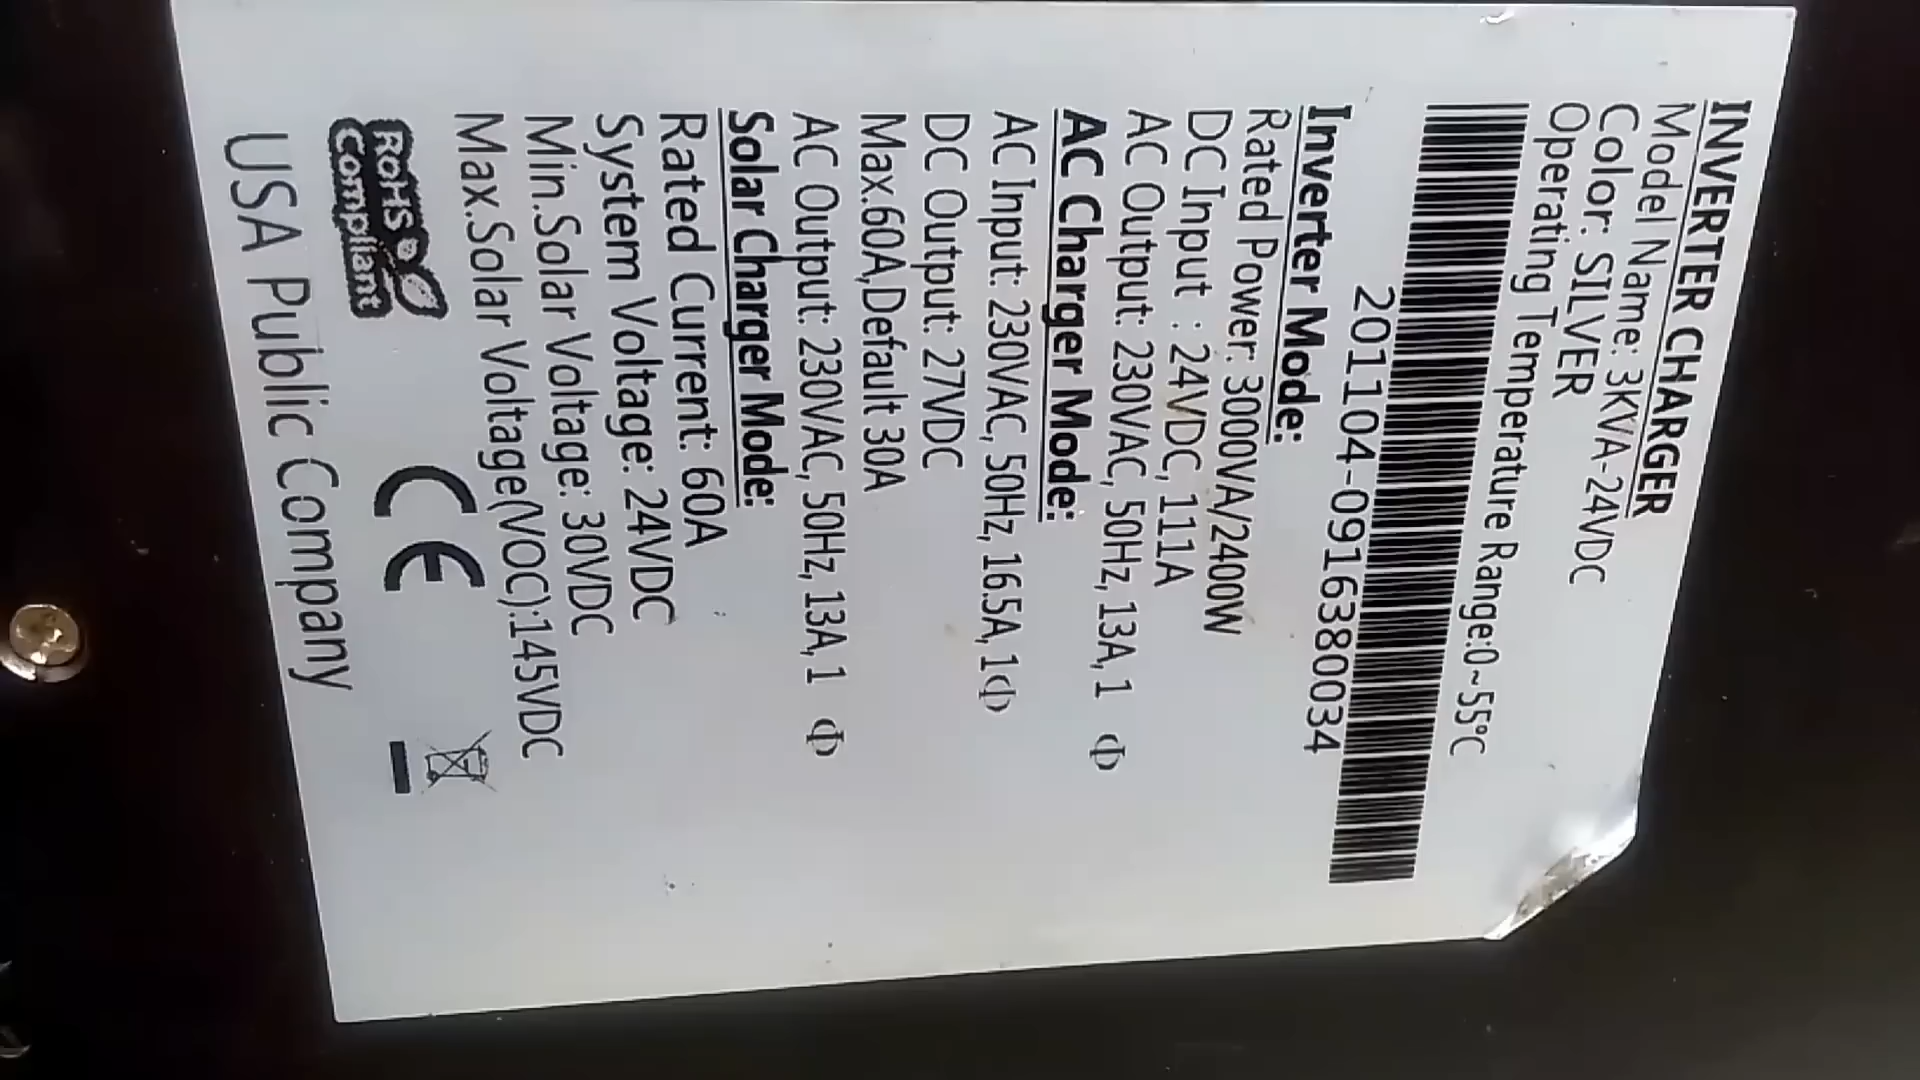 INVERTER CHARGER
Model Name: 3KVA-24VDC
Color: SILVER
Operating Temperature Range:0~55°C
201104-09163800034
Inverter Mode:
Rated Power: 3000VA/2400W
DC Input : 24VDC, 111A
AC Output: 230VAC, 50Hz, 13A, 1 Φ
AC Charger Mode:
AC Input: 230VAC, 50Hz, 16.5A, 1Φ
DC Output: 27VDC
Max.60A,Default 30A
AC Output: 230VAC, 50Hz, 13A, 1 Φ
Solar Charger Mode:
Rated Current: 60A
System Voltage: 24VDC
Min.Solar Voltage: 30VDC
Max.Solar Voltage(VOC):145VDC
RoHS
Compliant
CE
USA Public Company